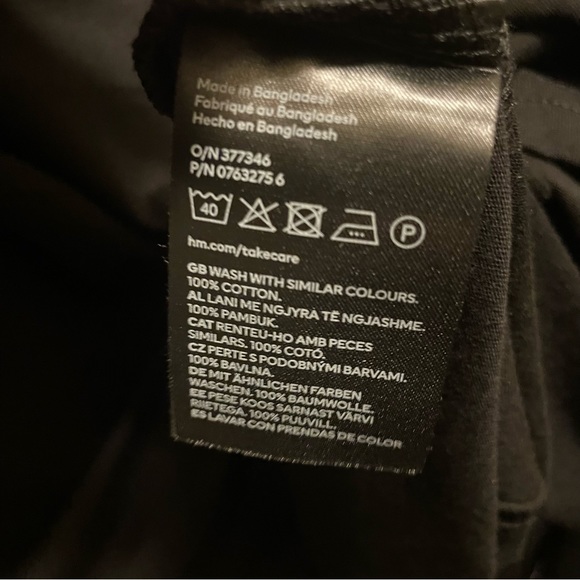 Made in Bangladesh
Fabriqué au Bangladesh
Hecho en Bangladesh
O/N 377346
P/N 0763275 6
40
P
hm.com/takecare
GB WASH WITH SIMILAR COLOURS.
100% COTTON.
AL LANI ME NGJYRA TË NGJASHME.
100% PAMBUK.
CAT RENTEU-HO AMB PECES
SIMILARS. 100% COTÓ.
CZ PERTE S PODOBNÝMI BARVAMI.
100% BAVLNA.
DE MIT ÄHNLICHEN FARBEN
WASCHEN. 100% BAUMWOLLE.
EE PESE KOOS SARNAST VÄRVI
RIIETEGA. 100% PUUVILL.
ES LAVAR CON PRENDAS DE COLOR